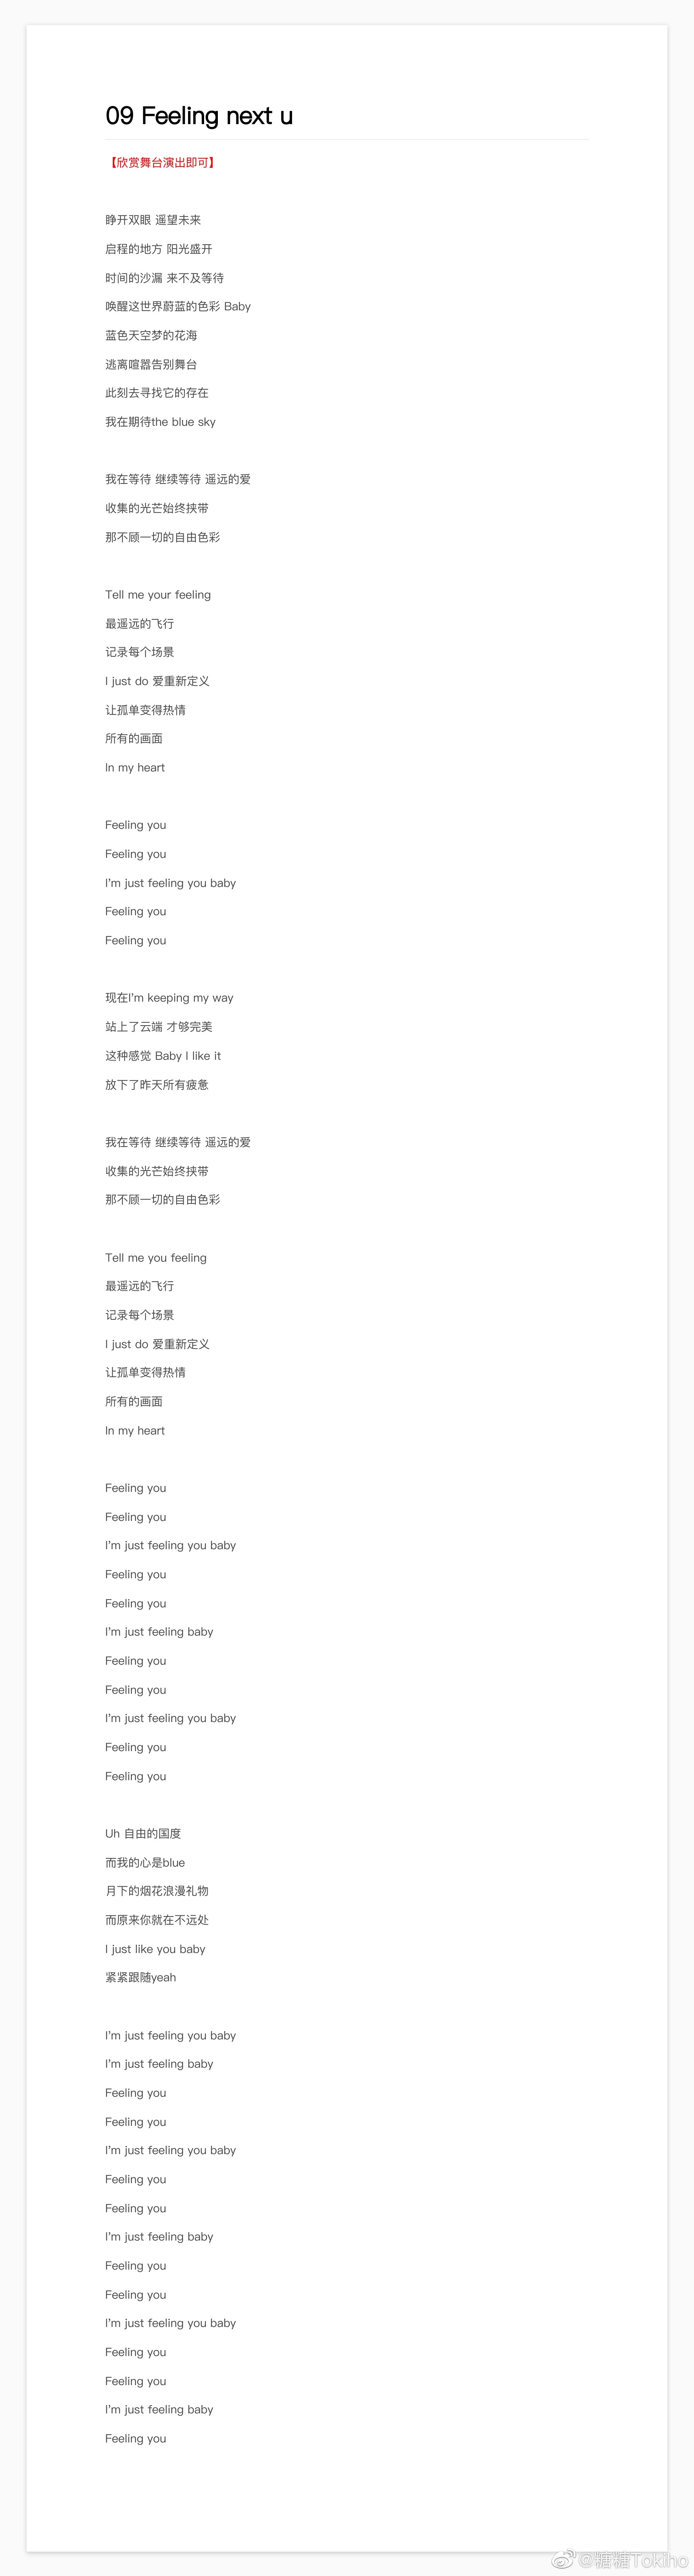 09 Feeling next u
【欣赏舞台演出即可】
睁开双眼 遥望未来
启程的地方 阳光盛开
时间的沙漏 来不及等待
唤醒这世界蔚蓝的色彩 Baby
蓝色天空梦的花海
逃离喧嚣告别舞台
此刻去寻找它的存在
我在期待the blue sky
我在等待 继续等待 遥远的爱
收集的光芒始终挟带
那不顾一切的自由色彩
Tell me your feeling
最遥远的飞行
记录每个场景
I just do 爱重新定义
让孤单变得热情
所有的画面
In my heart
Feeling you
Feeling you
I'm just feeling you baby
Feeling you
Feeling you
现在I'm keeping my way
站上了云端 才够完美
这种感觉 Baby I like it
放下了昨天所有疲惫
我在等待 继续等待 遥远的爱
收集的光芒始终挟带
那不顾一切的自由色彩
Tell me you feeling
最遥远的飞行
记录每个场景
I just do 爱重新定义
让孤单变得热情
所有的画面
In my heart
Feeling you
Feeling you
I'm just feeling you baby
Feeling you
Feeling you
I'm just feeling baby
Feeling you
Feeling you
I'm just feeling you baby
Feeling you
Feeling you
Uh 自由的国度
而我的心是blue
月下的烟花浪漫礼物
而原来你就在不远处
I just like you baby
紧紧跟随yeah
I'm just feeling you baby
I'm just feeling baby
Feeling you
Feeling you
I'm just feeling you baby
Feeling you
Feeling you
I'm just feeling baby
Feeling you
Feeling you
I'm just feeling you baby
Feeling you
Feeling you
I'm just feeling baby
Feeling you
@糖糖Tokiho